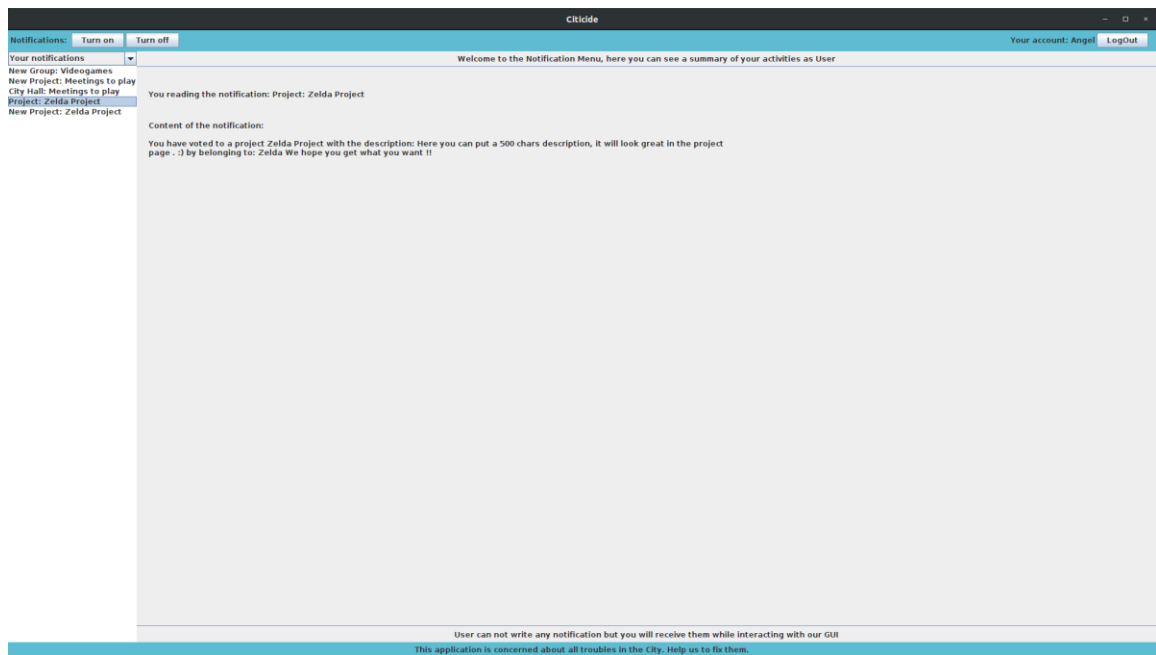 Citicide
Notifications: Turn on Turn off Your account: Angel LogOut
Your notifications
Welcome to the Notification Menu, here you can see a summary of your activities as User
New Group: Videogames
New Project: Meetings to play
City Hall: Meetings to play
Project: Zelda Project
New Project: Zelda Project
You reading the notification: Project: Zelda Project
Content of the notification:
You have voted to a project Zelda Project with the description: Here you can put a 500 chars description, it will look great in the project
page . :) by belonging to: Zelda We hope you get what you want !!
User can not write any notification but you will receive them while interacting with our GUI
This application is concerned about all troubles in the City. Help us to fix them.